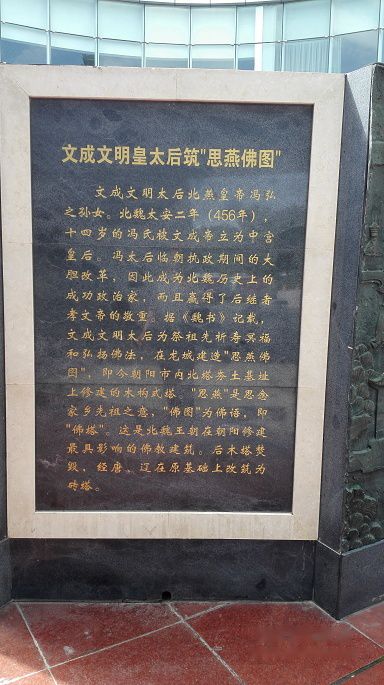 文成文明皇太后筑"思燕佛图"
文成文明太后北燕皇帝冯弘
之孙女。北魏太安二年（456年），
十四岁的冯氏被文成帝立为中宫
皇后。冯太后临朝执政期间的大
胆改革，因此成为北魏历史上的
成功政治家，而且赢得了后继者
孝文帝的敬重。据《魏书》记载，
文成文明太后为祭祖先祈寿冥福
和弘扬佛法，在龙城建造"思燕佛
图"，即今朝阳市内北塔夯土基址
上修建的木构式塔。"思燕"是思念
家乡先祖之意，"佛图"为佛语，即
"佛塔"。这是北魏王朝在朝阳修建
最具影响的佛教建筑。后木塔焚
毁，经唐、辽在原基础上改筑为
砖塔。